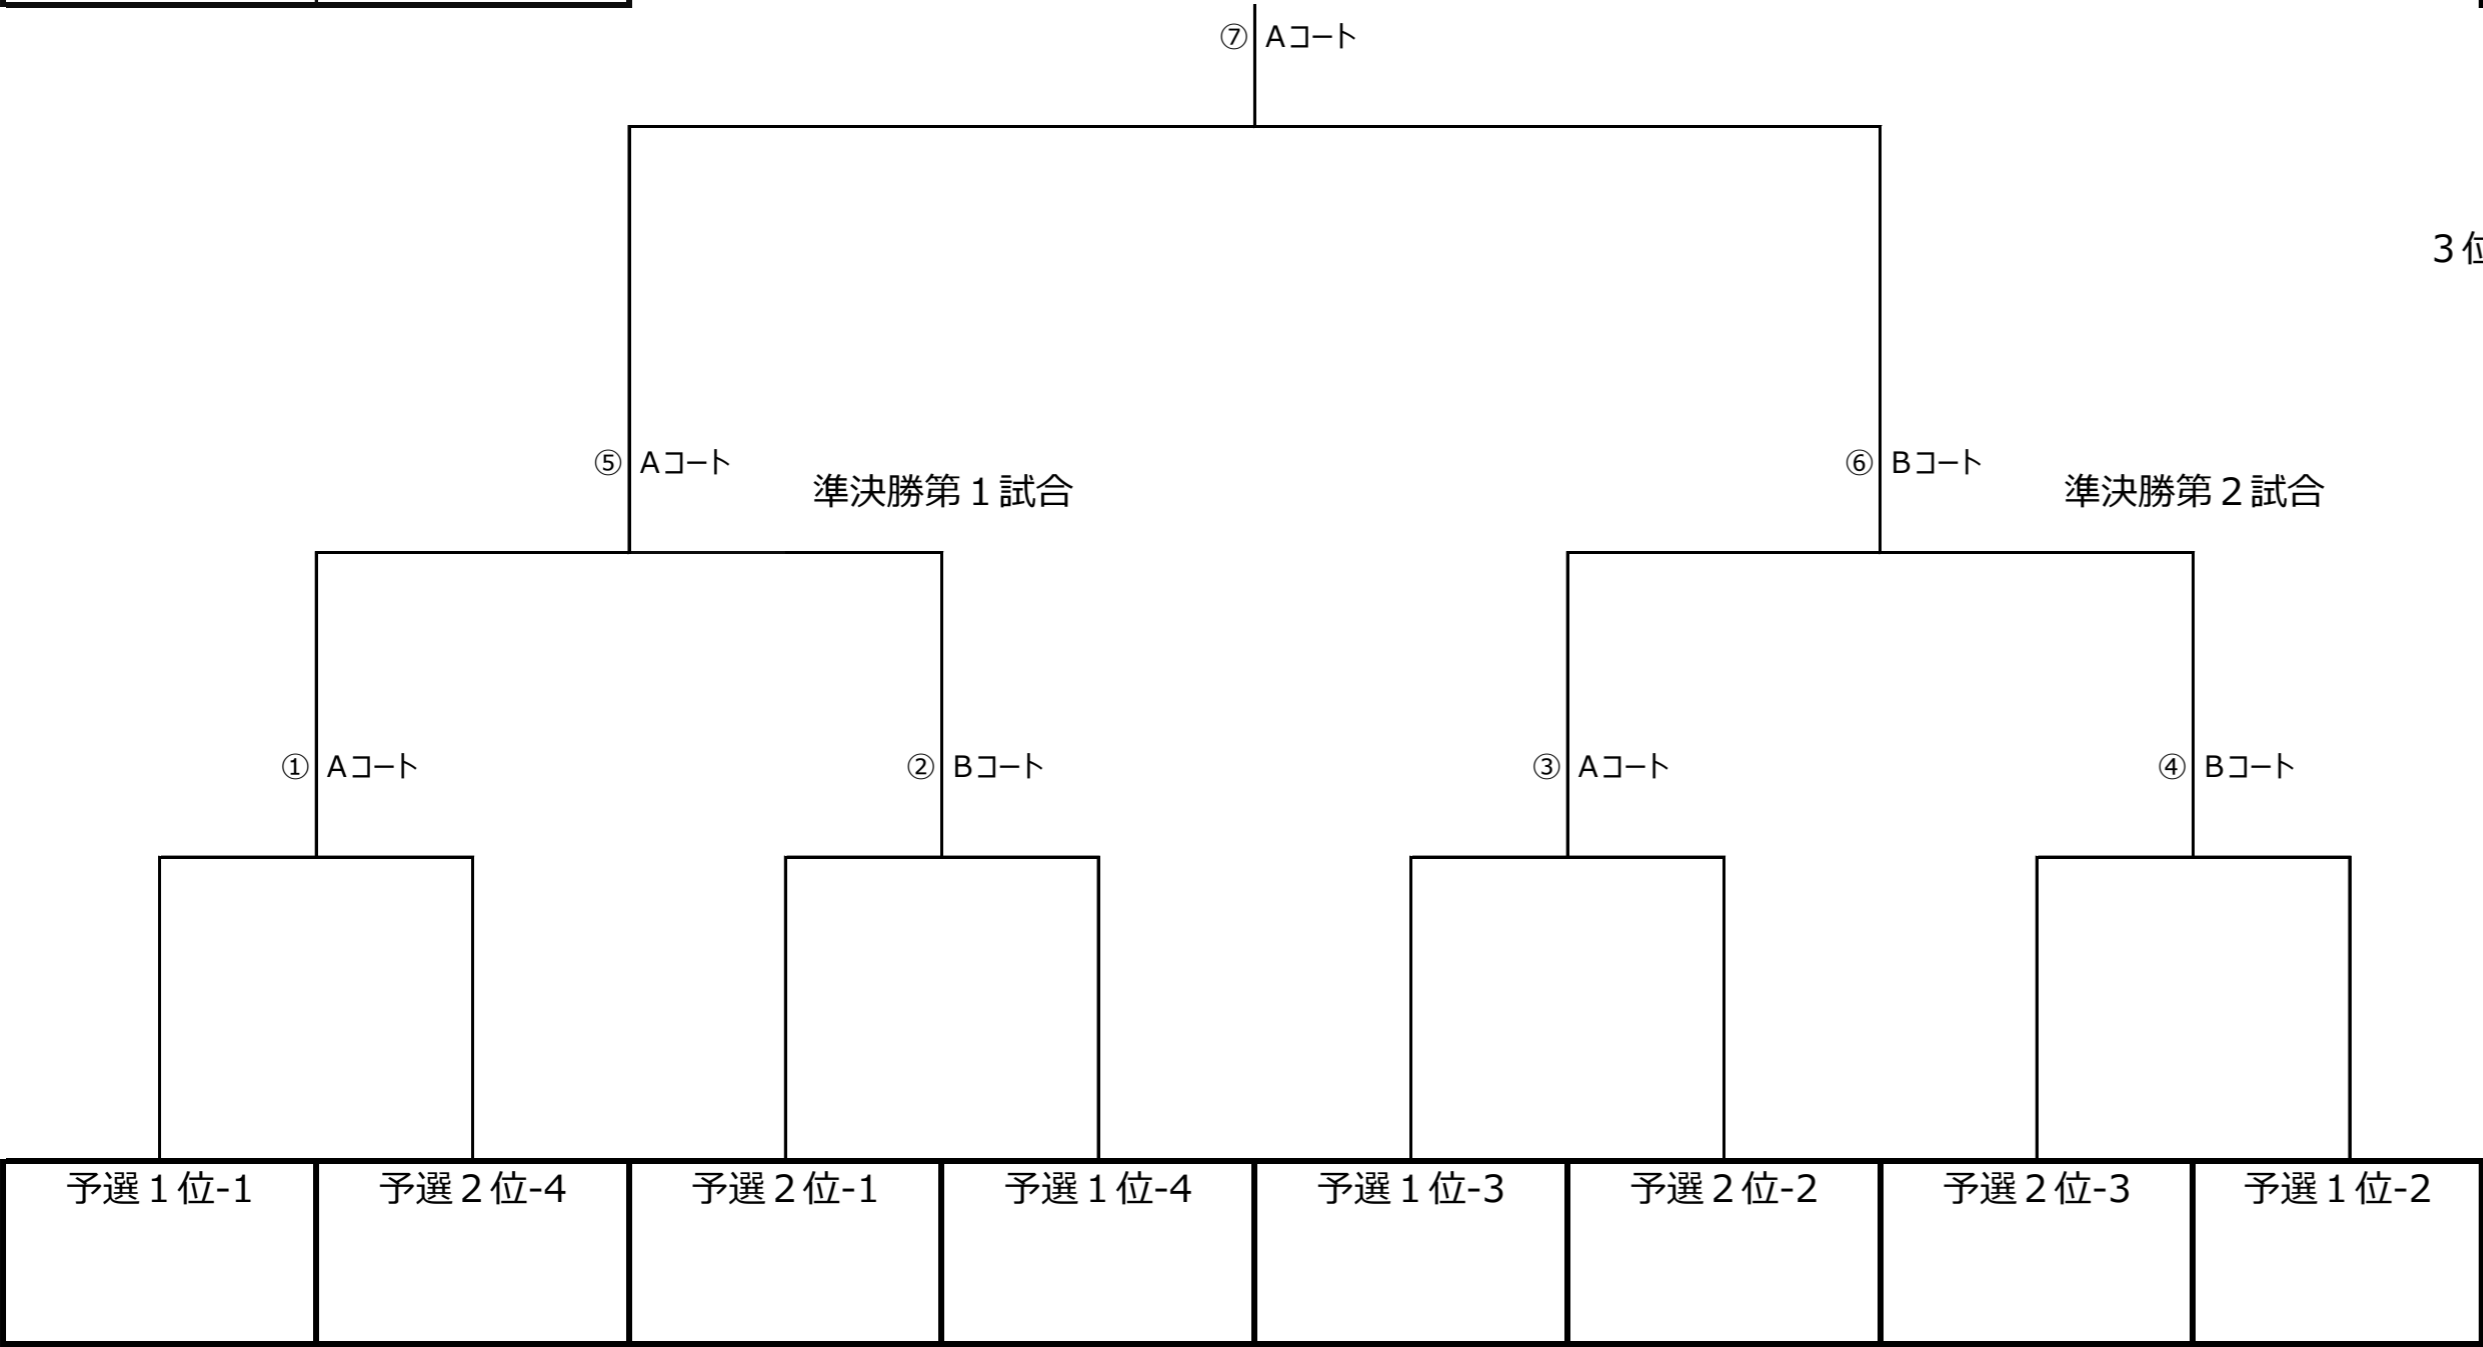 ⑦ Aコート
3位
⑤ Aコート
準決勝第1試合
⑥ Bコート
準決勝第2試合
① Aコート
② Bコート
③ Aコート
④ Bコート
予選1位-1
予選2位-4
予選2位-1
予選1位-4
予選1位-3
予選2位-2
予選2位-3
予選1位-2